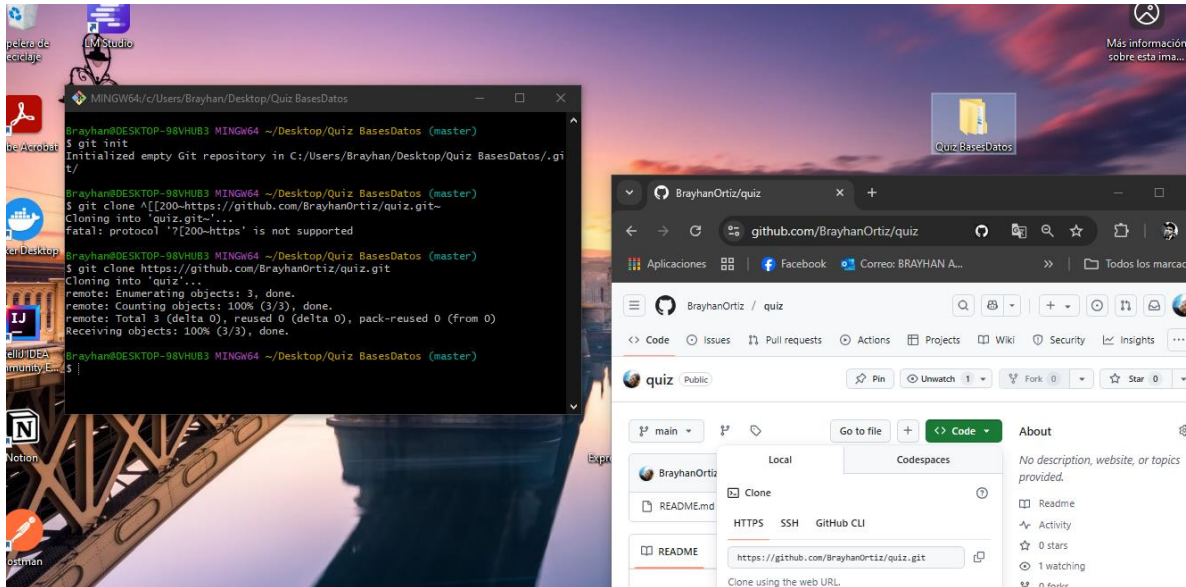 pelera de
eciclaje
LM Studio
Más información
sobre esta ima...
be Acrobat
ker Desktop
IJ
elliJ IDEA
mmunity E...
N
Notion
ostman
Quiz BasesDatos
Expr
MINGW64:/c/Users/Brayhan/Desktop/Quiz BasesDatos
Brayhan@DESKTOP-98VHUB3 MINGW64 ~/Desktop/Quiz BasesDatos (master)
$ git init
Initialized empty Git repository in C:/Users/Brayhan/Desktop/Quiz BasesDatos/.gi
t/
Brayhan@DESKTOP-98VHUB3 MINGW64 ~/Desktop/Quiz BasesDatos (master)
$ git clone ^[[200~https://github.com/BrayhanOrtiz/quiz.git~
Cloning into 'quiz.git~'...
fatal: protocol '?[200~https' is not supported
Brayhan@DESKTOP-98VHUB3 MINGW64 ~/Desktop/Quiz BasesDatos (master)
$ git clone https://github.com/BrayhanOrtiz/quiz.git
Cloning into 'quiz'...
remote: Enumerating objects: 3, done.
remote: Counting objects: 100% (3/3), done.
remote: Total 3 (delta 0), reused 0 (delta 0), pack-reused 0 (from 0)
Receiving objects: 100% (3/3), done.
Brayhan@DESKTOP-98VHUB3 MINGW64 ~/Desktop/Quiz BasesDatos (master)
$
BrayhanOrtiz/quiz
github.com/BrayhanOrtiz/quiz
Aplicaciones Facebook Correo: BRAYHAN A... » Todos los marcad
BrayhanOrtiz / quiz
<> Code Issues Pull requests Actions Projects Wiki Security Insights ...
quiz Public Pin Unwatch 1 Fork 0 Star 0
main Go to file + <> Code
About
No description, website, or topics
provided.
Readme
Activity
0 stars
1 watching
0 forks
BrayhanOrtiz
README.md
README
Local Codespaces
Clone
HTTPS SSH GitHub CLI
https://github.com/BrayhanOrtiz/quiz.git
Clone using the web URL.